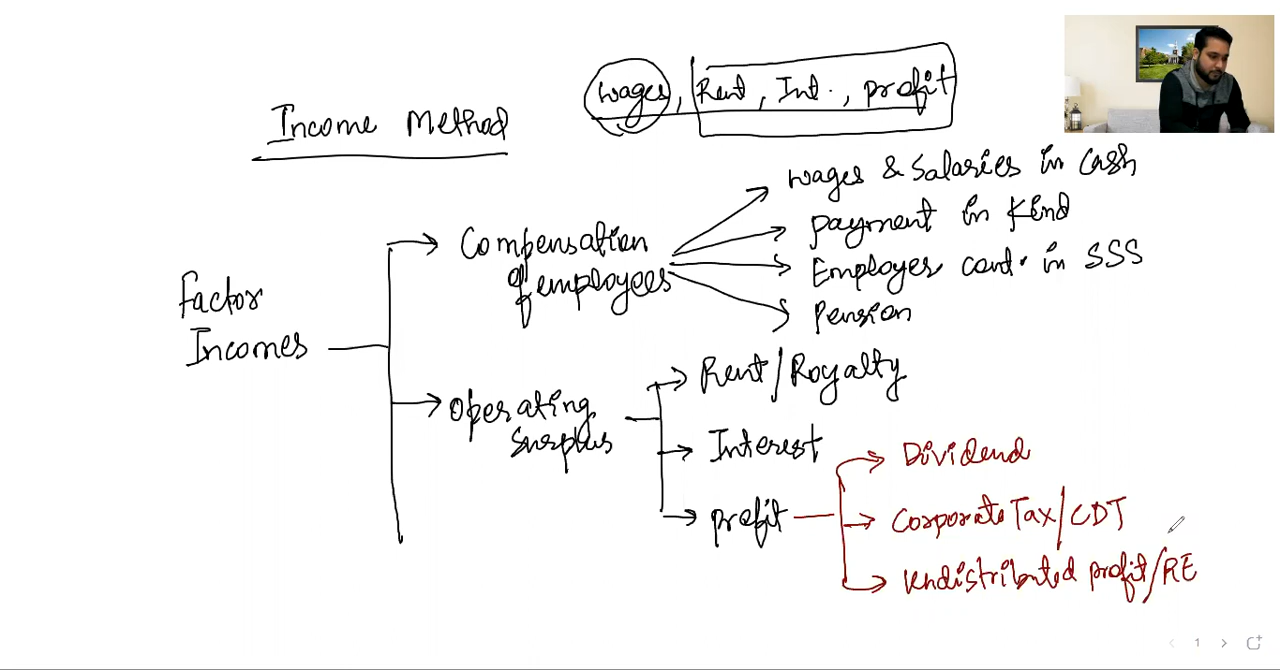 wages, Rent, Int., profit
Income Method
wages & Salaries in Cash
Compensation of employees
payment in Kind
Employers cont. in SSS
Pension
Factor
Incomes
Rent/Royalty
Operating
Surplus
Interest
Dividend
profit
Corporate Tax/CDT
Undistributed profit/RE
1